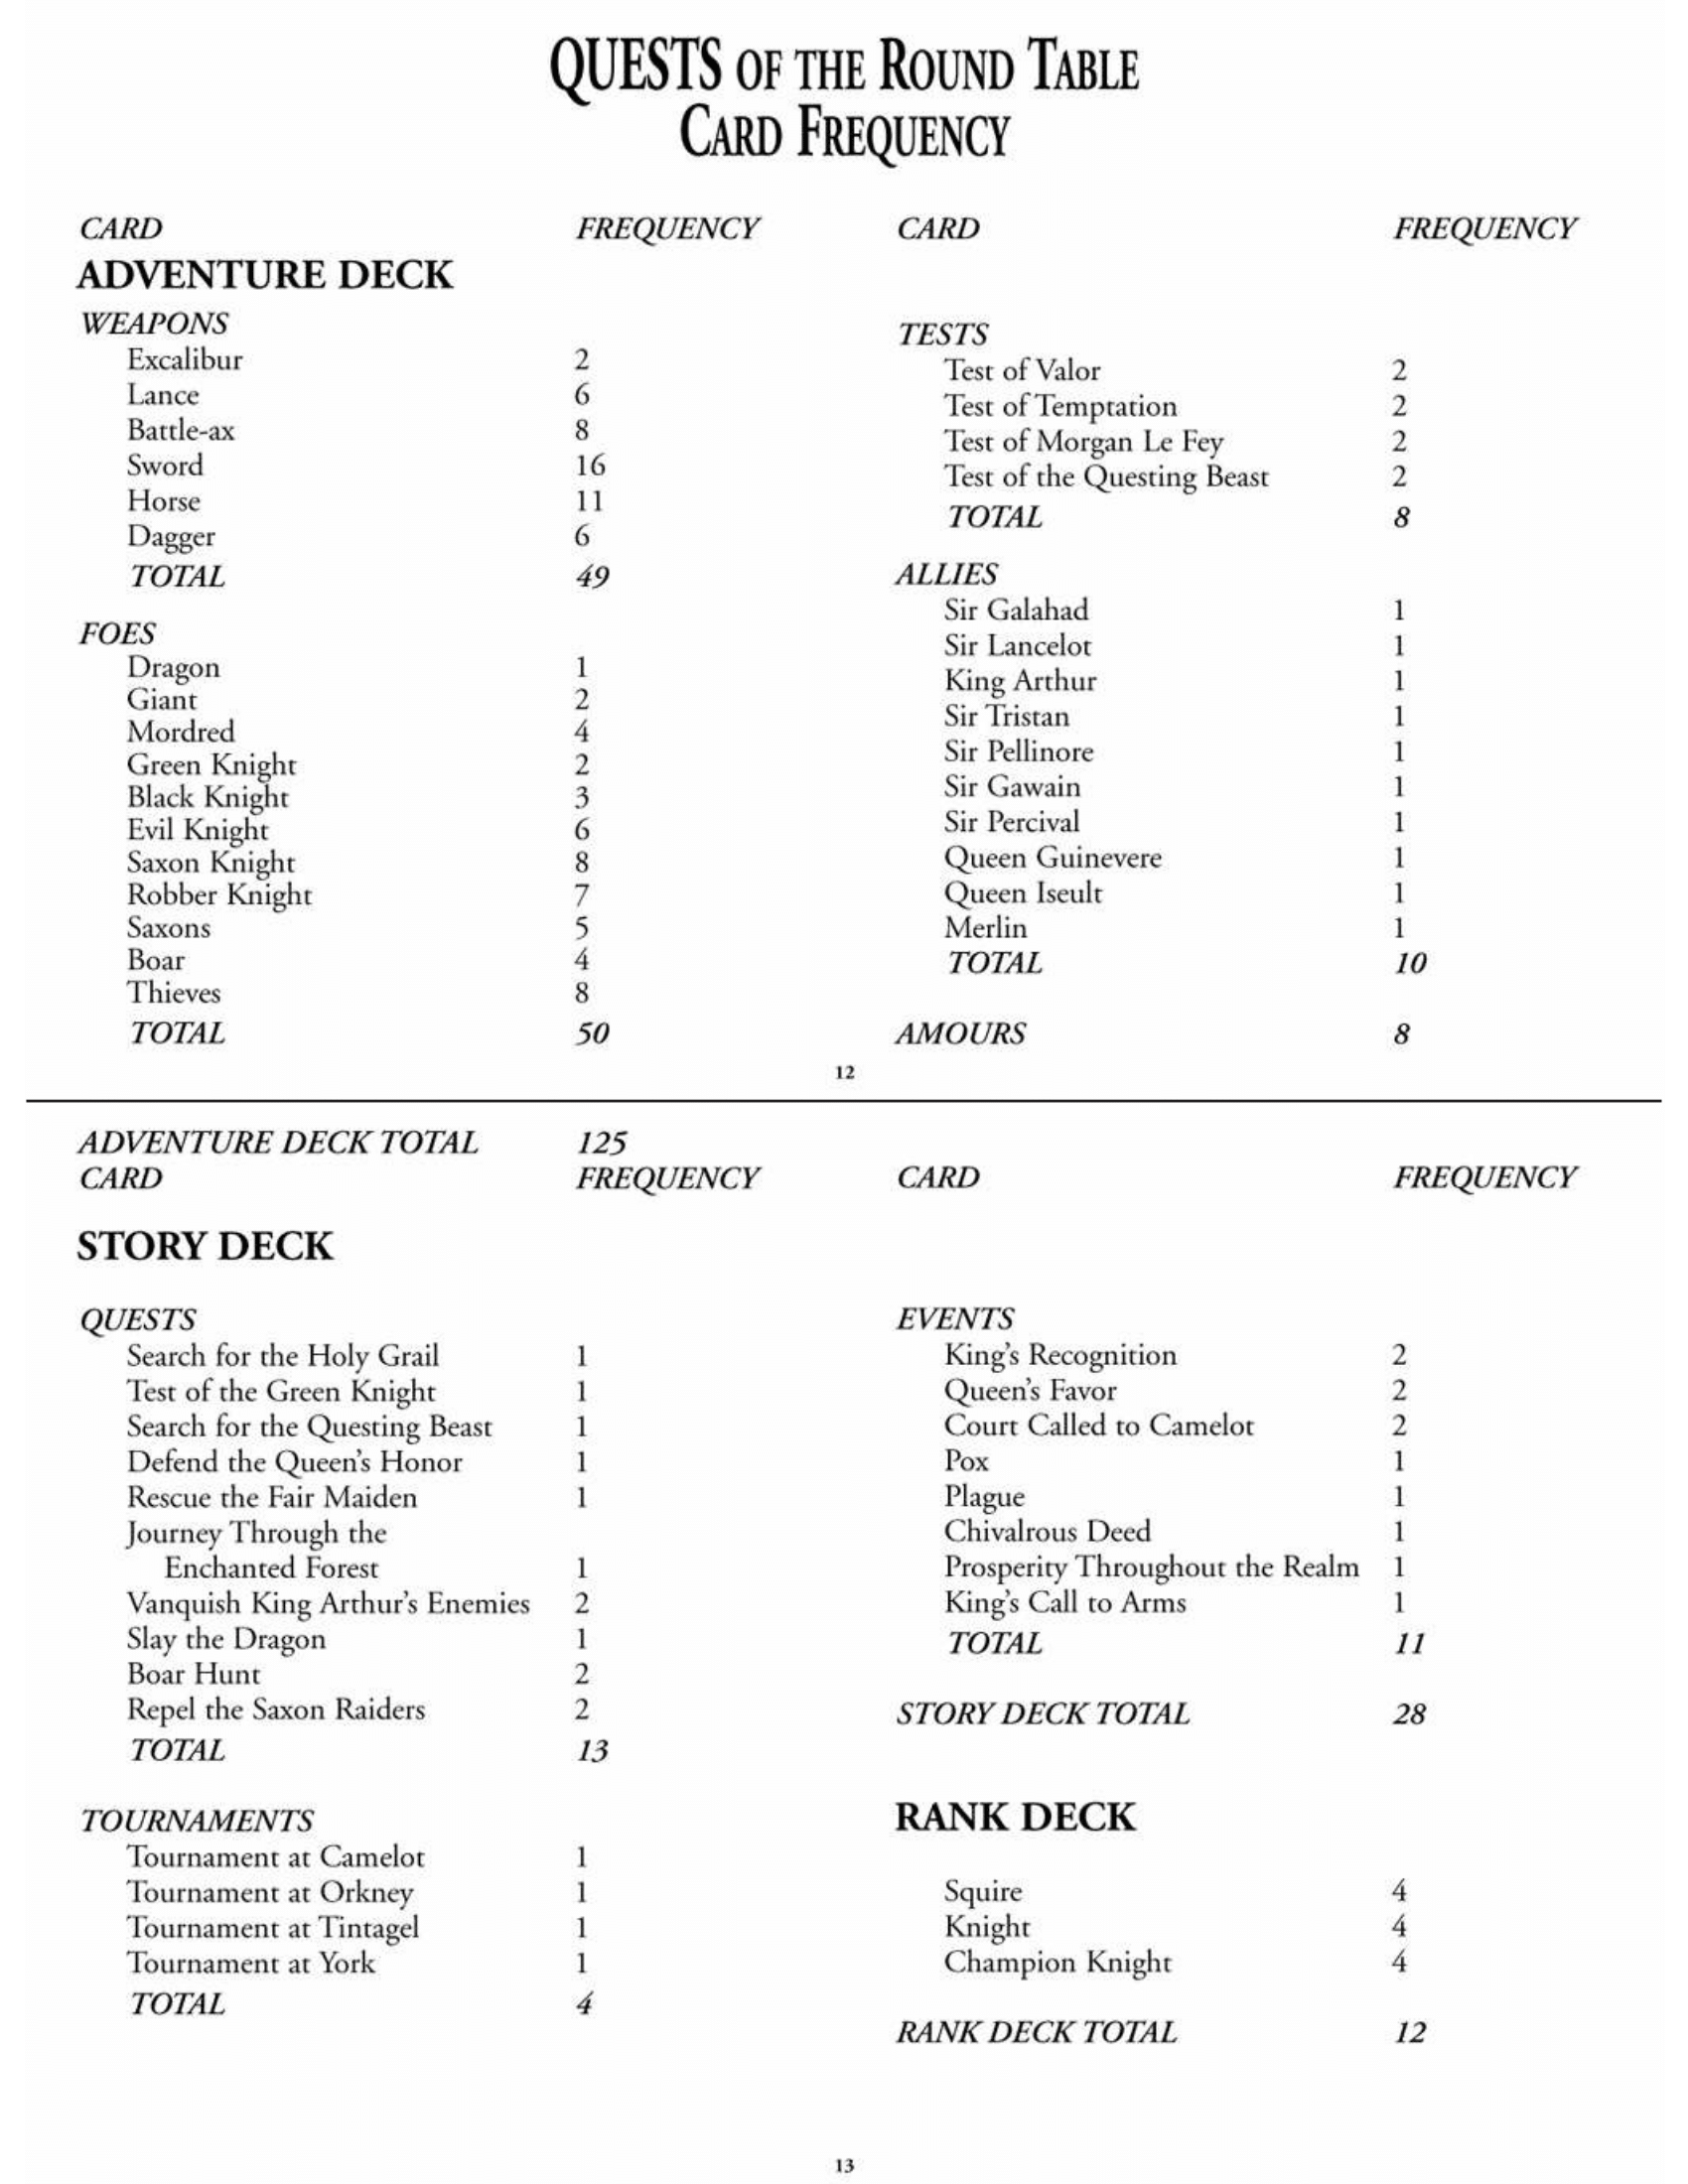 QUESTS OF THE ROUND TABLE
CARD FREQUENCY
CARD FREQUENCY
ADVENTURE DECK
WEAPONS
Excalibur 2
Lance 6
Battle-ax 8
Sword 16
Horse 11
Dagger 6
TOTAL 49
FOES
Dragon 1
Giant 2
Mordred 4
Green Knight 2
Black Knight 3
Evil Knight 6
Saxon Knight 8
Robber Knight 7
Saxons 5
Boar 4
Thieves 8
TOTAL 50
CARD FREQUENCY
TESTS
Test of Valor 2
Test of Temptation 2
Test of Morgan Le Fey 2
Test of the Questing Beast 2
TOTAL 8
ALLIES
Sir Galahad 1
Sir Lancelot 1
King Arthur 1
Sir Tristan 1
Sir Pellinore 1
Sir Gawain 1
Sir Percival 1
Queen Guinevere 1
Queen Iseult 1
Merlin 1
TOTAL 10
AMOURS 8
12
ADVENTURE DECK TOTAL 125
CARD FREQUENCY
STORY DECK
QUESTS
Search for the Holy Grail 1
Test of the Green Knight 1
Search for the Questing Beast 1
Defend the Queen's Honor 1
Rescue the Fair Maiden 1
Journey Through the
Enchanted Forest 1
Vanquish King Arthur's Enemies 2
Slay the Dragon 1
Boar Hunt 2
Repel the Saxon Raiders 2
TOTAL 13
TOURNAMENTS
Tournament at Camelot 1
Tournament at Orkney 1
Tournament at Tintagel 1
Tournament at York 1
TOTAL 4
CARD FREQUENCY
EVENTS
King's Recognition 2
Queen's Favor 2
Court Called to Camelot 2
Pox 1
Plague 1
Chivalrous Deed 1
Prosperity Throughout the Realm 1
King's Call to Arms 1
TOTAL 11
STORY DECK TOTAL 28
RANK DECK
Squire 4
Knight 4
Champion Knight 4
RANK DECK TOTAL 12
13